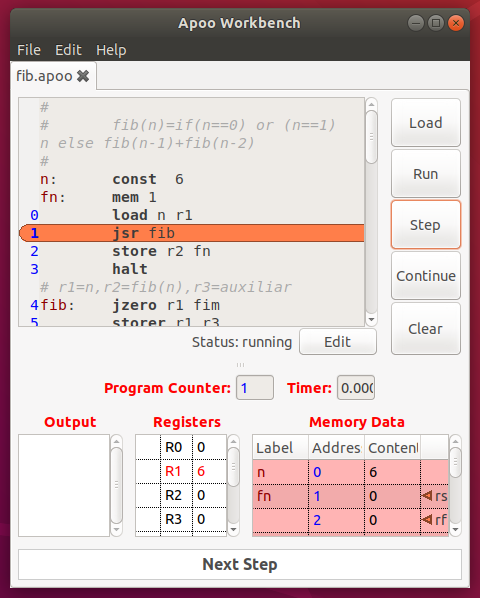 Apoo Workbench
File Edit Help
fib.apoo
#
# fib(n)=if(n==0) or (n==1)
n else fib(n-1)+fib(n-2)
#
n: const 6
fn: mem 1
0 load n r1
1 jsr fib
2 store r2 fn
3 halt
# r1=n,r2=fib(n),r3=auxiliar
4 fib: jzero r1 fim
5 storer r1 r3
Load
Run
Step
Continue
Clear
Status: running Edit
Program Counter: 1 Timer: 0.000
Output
Registers
R0 0
R1 6
R2 0
R3 0
Memory Data
Label Addres Content
n 0 6
fn 1 0 rs
2 0 rf
Next Step